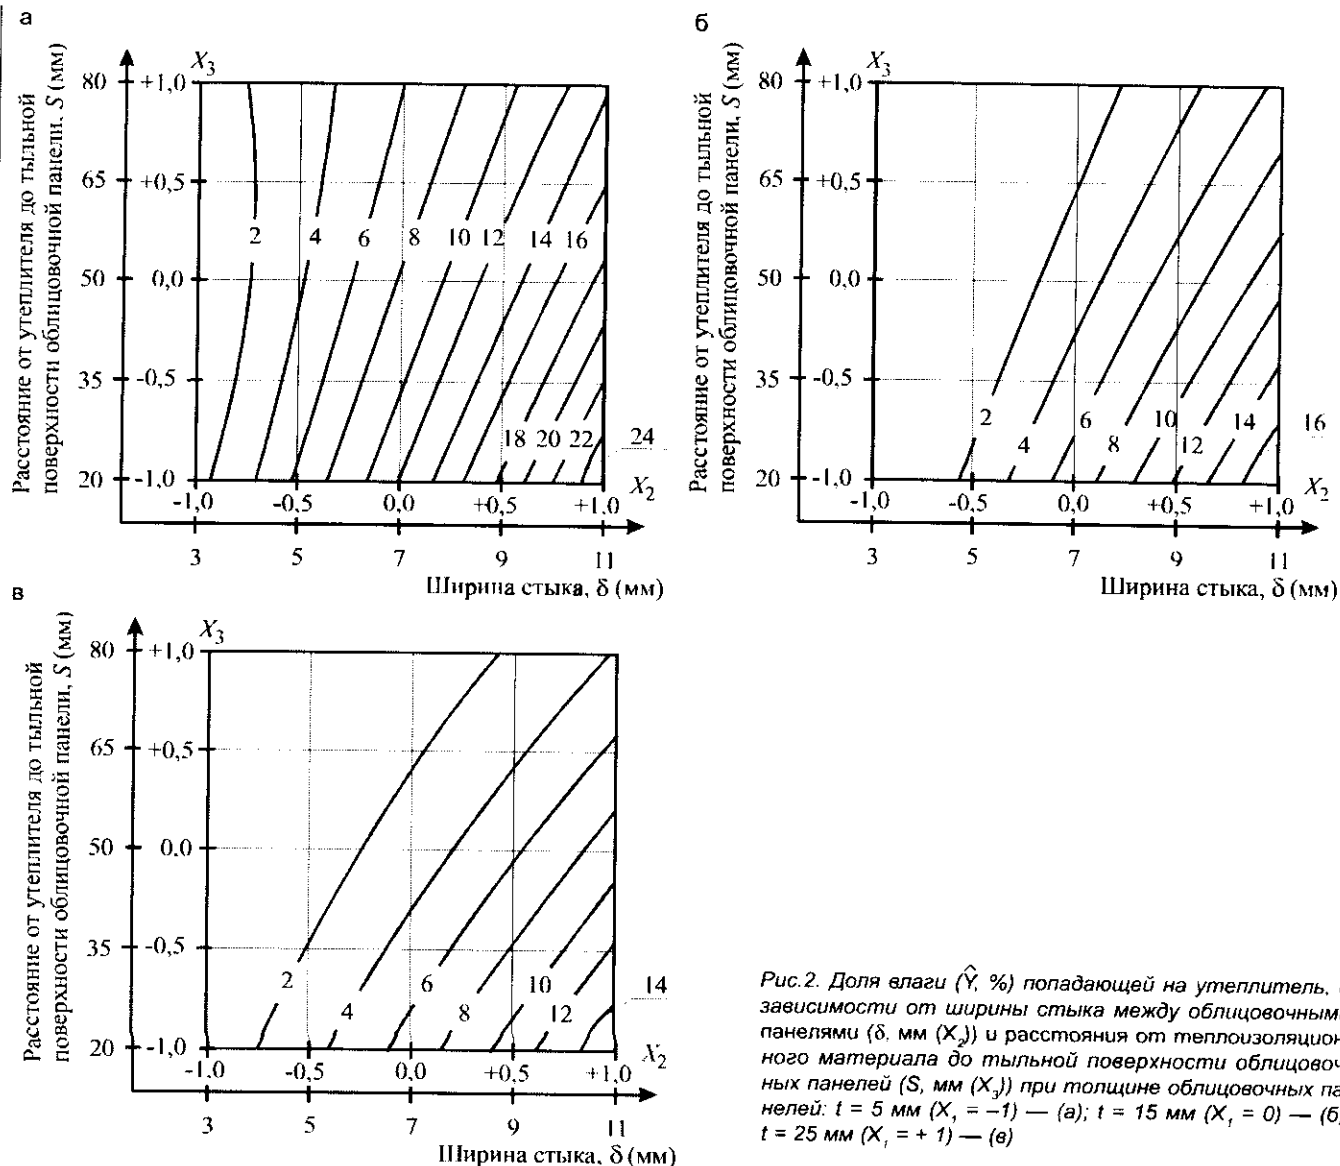 а
Расстояние от утеплителя до тыльной
поверхности облицовочной панели, S (мм)
X3
80 +1,0
65 +0,5
50 0,0
35 -0,5
20 -1,0
2 4 6 8 10 12 14 16
18 20 22 24
X2
-1,0 -0,5 0,0 +0,5 +1,0
3 5 7 9 11
Ширина стыка, δ (мм)
б
Расстояние от утеплителя до тыльной
поверхности облицовочной панели, S (мм)
X3
80 +1,0
65 +0,5
50 0,0
35 -0,5
20 -1,0
2 6 10 14 16
4 8 12
X2
-1,0 -0,5 0,0 +0,5 +1,0
3 5 7 9 11
Ширина стыка, δ (мм)
в
Расстояние от утеплителя до тыльной
поверхности облицовочной панели, S (мм)
X3
80 +1,0
65 +0,5
50 0,0
35 -0,5
20 -1,0
2 6 10 14
4 8 12
X2
-1,0 -0,5 0,0 +0,5 +1,0
3 5 7 9 11
Ширина стыка, δ (мм)
Рис.2. Доля влаги (Ŷ, %) попадающей на утеплитель,
зависимости от ширины стыка между облицовочным
панелями (δ, мм (X2)) и расстояния от теплоизоляцион-
ного материала до тыльной поверхности облицовоч-
ных панелей (S, мм (X3)) при толщине облицовочных па-
нелей: t = 5 мм (X1 = –1) — (а); t = 15 мм (X1 = 0) — (б)
t = 25 мм (X1 = + 1) — (в)